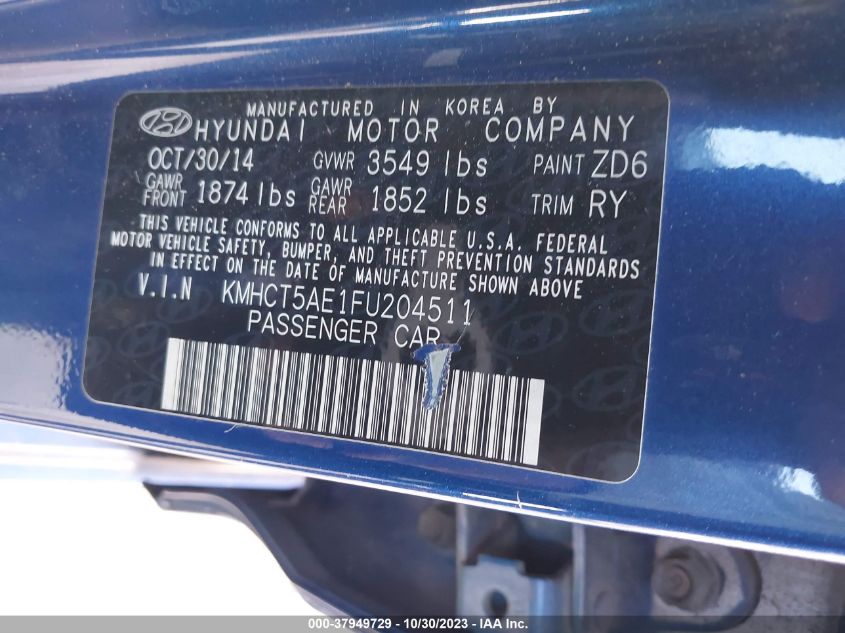 MANUFACTURED IN KOREA BY
HYUNDAI MOTOR COMPANY
OCT/30/14 GVWR 3549 lbs PAINT ZD6
GAWR FRONT 1874 lbs GAWR REAR 1852 lbs TRIM RY
THIS VEHICLE CONFORMS TO ALL APPLICABLE U.S.A. FEDERAL
MOTOR VEHICLE SAFETY, BUMPER, AND THEFT PREVENTION STANDARDS
IN EFFECT ON THE DATE OF MANUFACTURE SHOWN ABOVE
V.I.N KMHCT5AE1FU204511
PASSENGER CAR
000-37949729 - 10/30/2023 - IAA Inc.